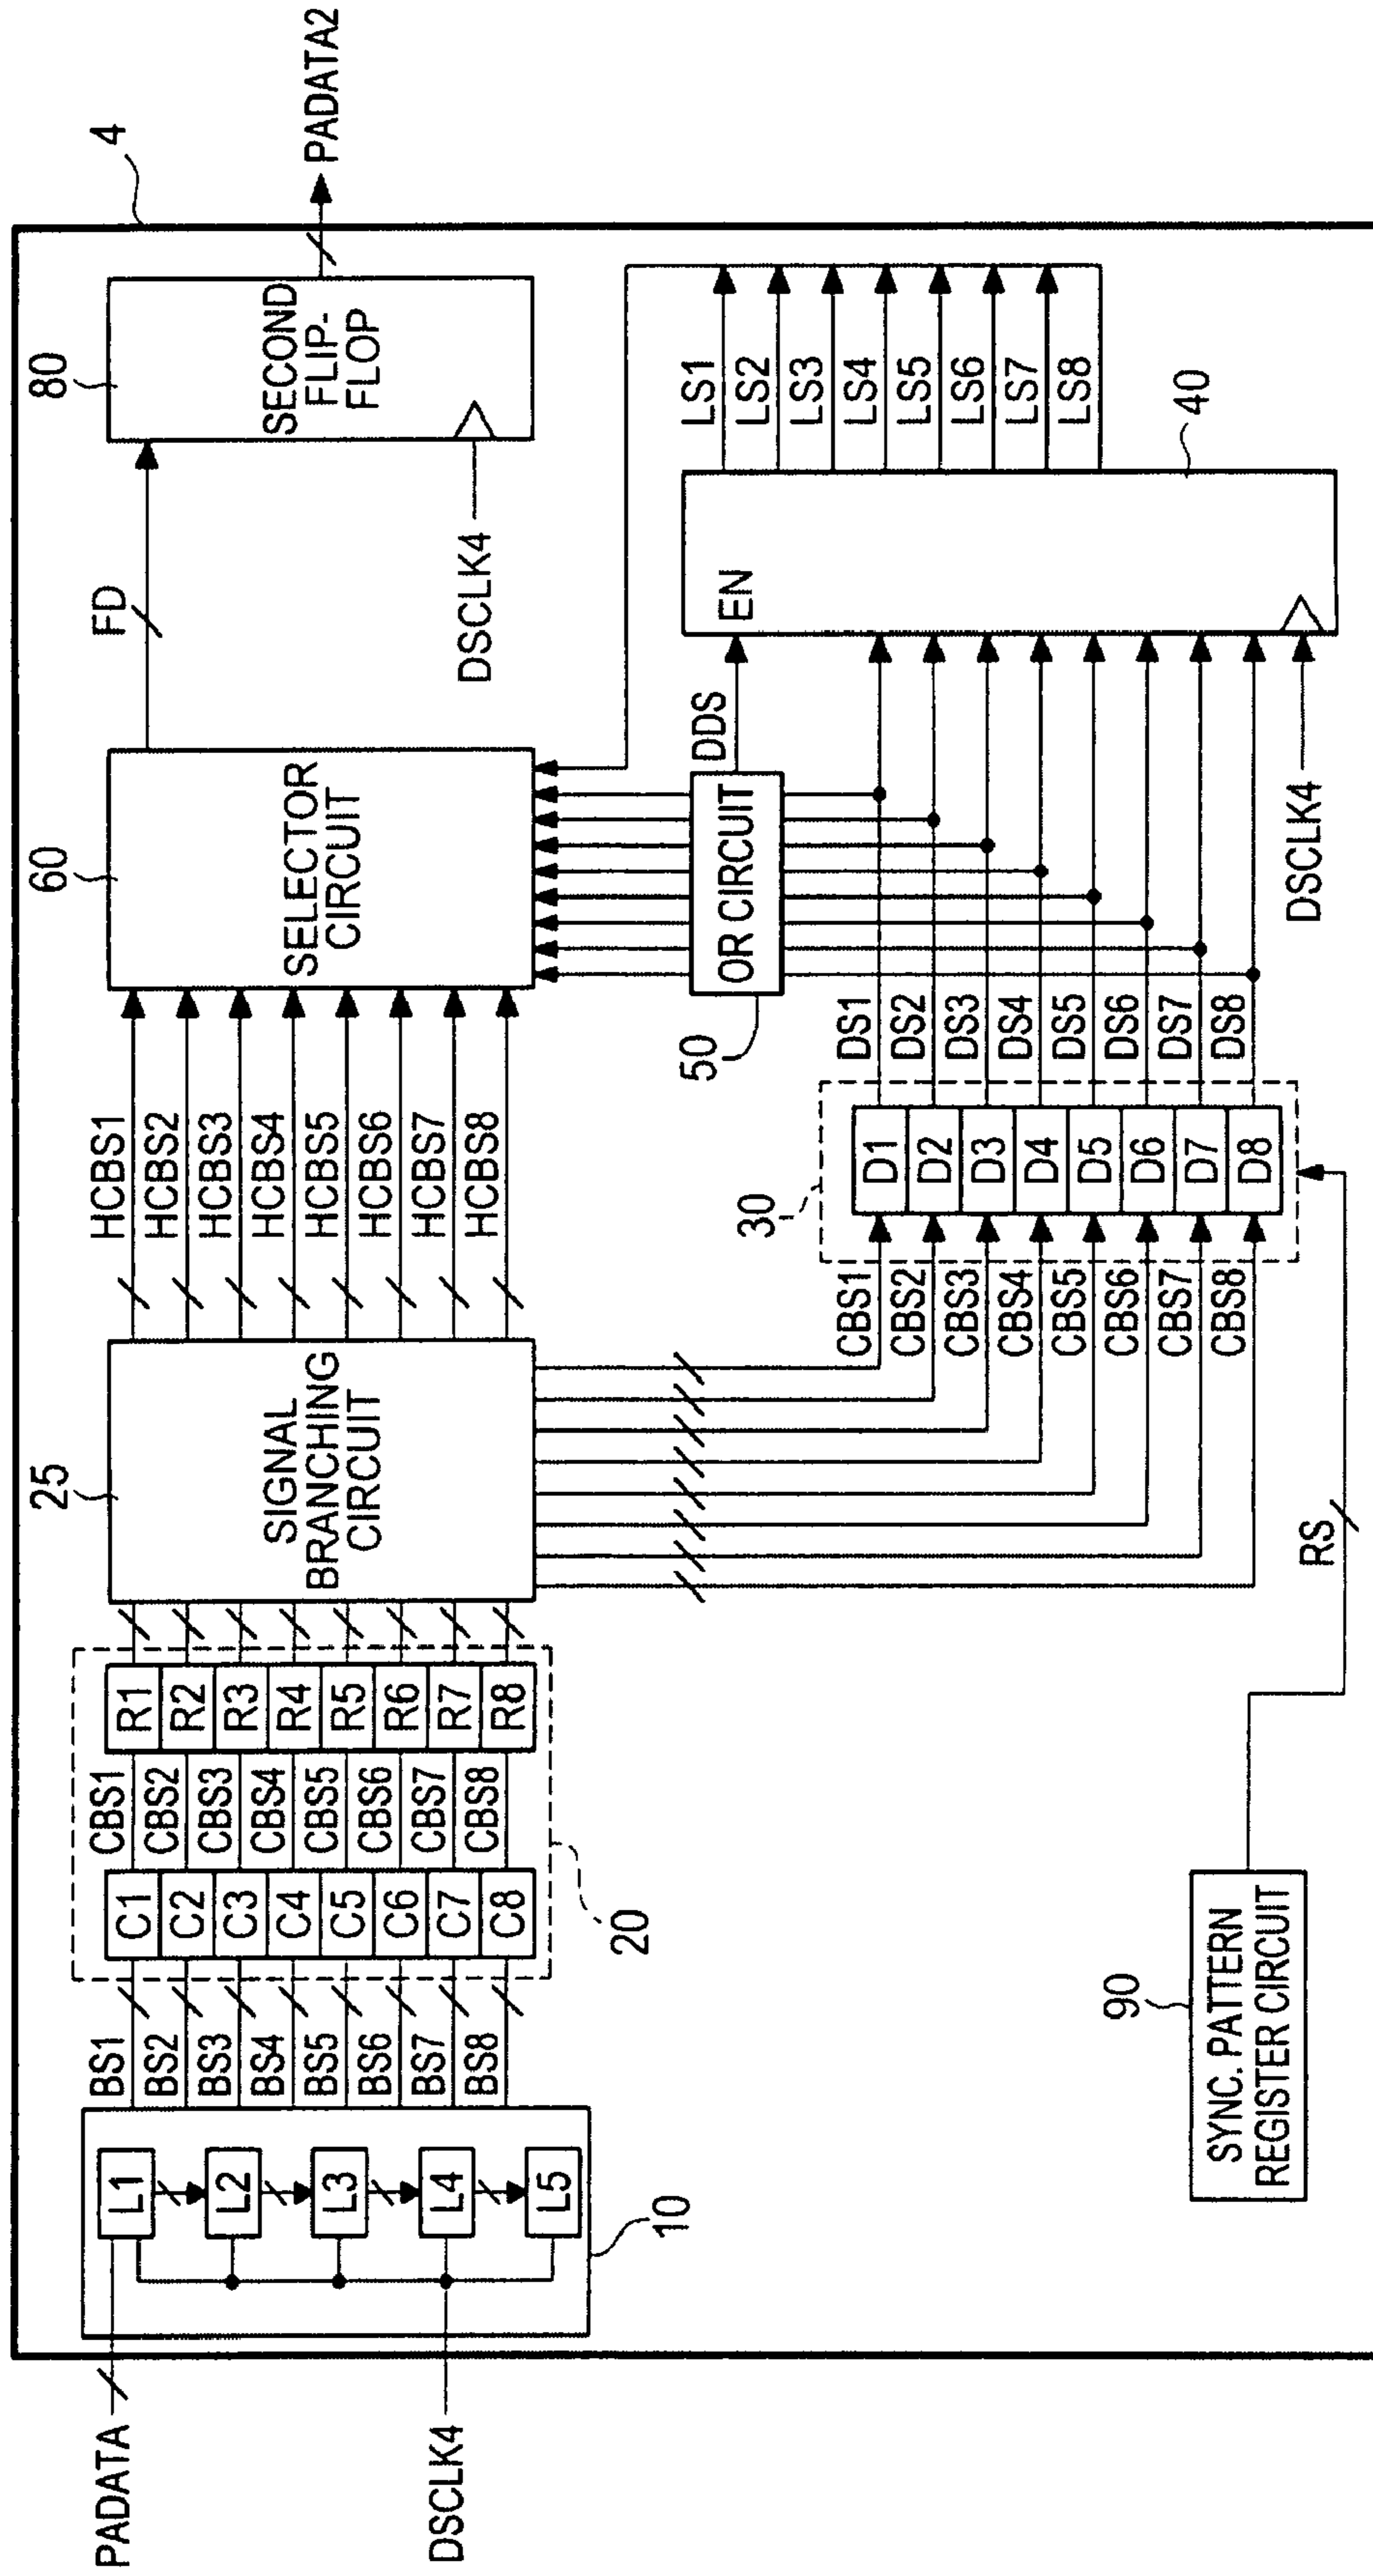 4
PADATA
DSCLK4
10
L1
L2
L3
L4
L5
BS1
BS2
BS3
BS4
BS5
BS6
BS7
BS8
20
C1
C2
C3
C4
C5
C6
C7
C8
CBS1
CBS2
CBS3
CBS4
CBS5
CBS6
CBS7
CBS8
R1
R2
R3
R4
R5
R6
R7
R8
25
SIGNAL
BRANCHING
CIRCUIT
HCBS1
HCBS2
HCBS3
HCBS4
HCBS5
HCBS6
HCBS7
HCBS8
60
SELECTOR
CIRCUIT
FD
80
SECOND
FLIP-
FLOP
DSCLK4
PADATA2
90
SYNC. PATTERN
REGISTER CIRCUIT
RS
CBS1
CBS2
CBS3
CBS4
CBS5
CBS6
CBS7
CBS8
30
D1
D2
D3
D4
D5
D6
D7
D8
DS1
DS2
DS3
DS4
DS5
DS6
DS7
DS8
50
OR CIRCUIT
DDS
EN
DSCLK4
40
LS1
LS2
LS3
LS4
LS5
LS6
LS7
LS8